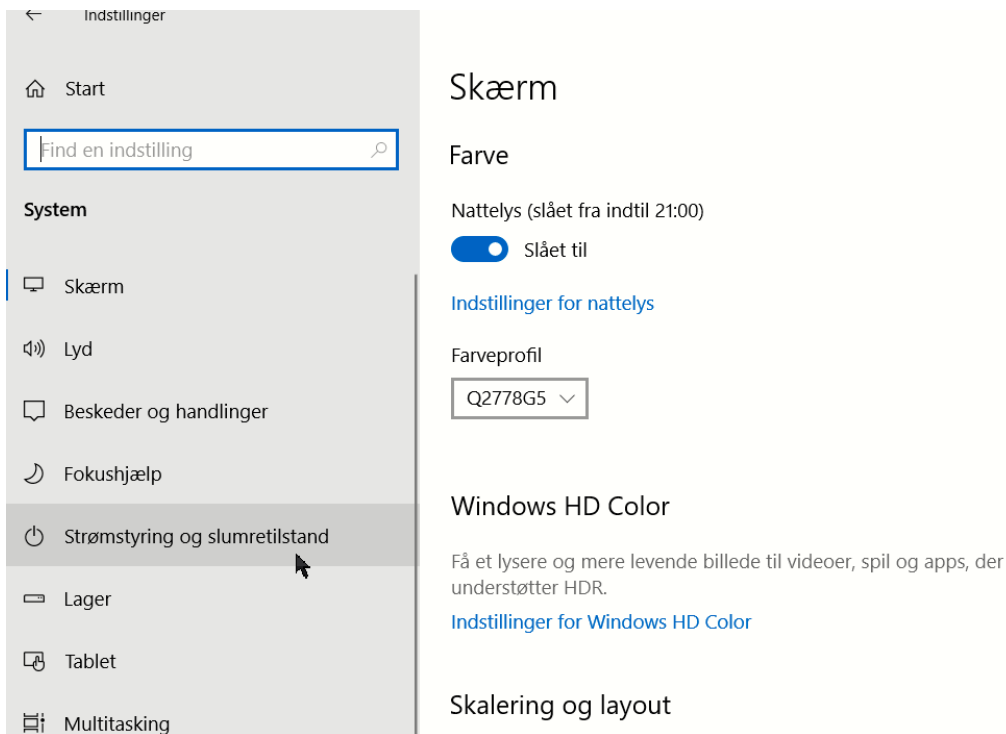 Indstillinger
Start
Find en indstilling
System
Skærm
Lyd
Beskeder og handlinger
Fokushjælp
Strømstyring og slumretilstand
Lager
Tablet
Multitasking
Skærm
Farve
Nattelys (slået fra indtil 21:00)
Slået til
Indstillinger for nattelys
Farveprofil
Q2778G5
Windows HD Color
Få et lysere og mere levende billede til videoer, spil og apps, der
understøtter HDR.
Indstillinger for Windows HD Color
Skalering og layout